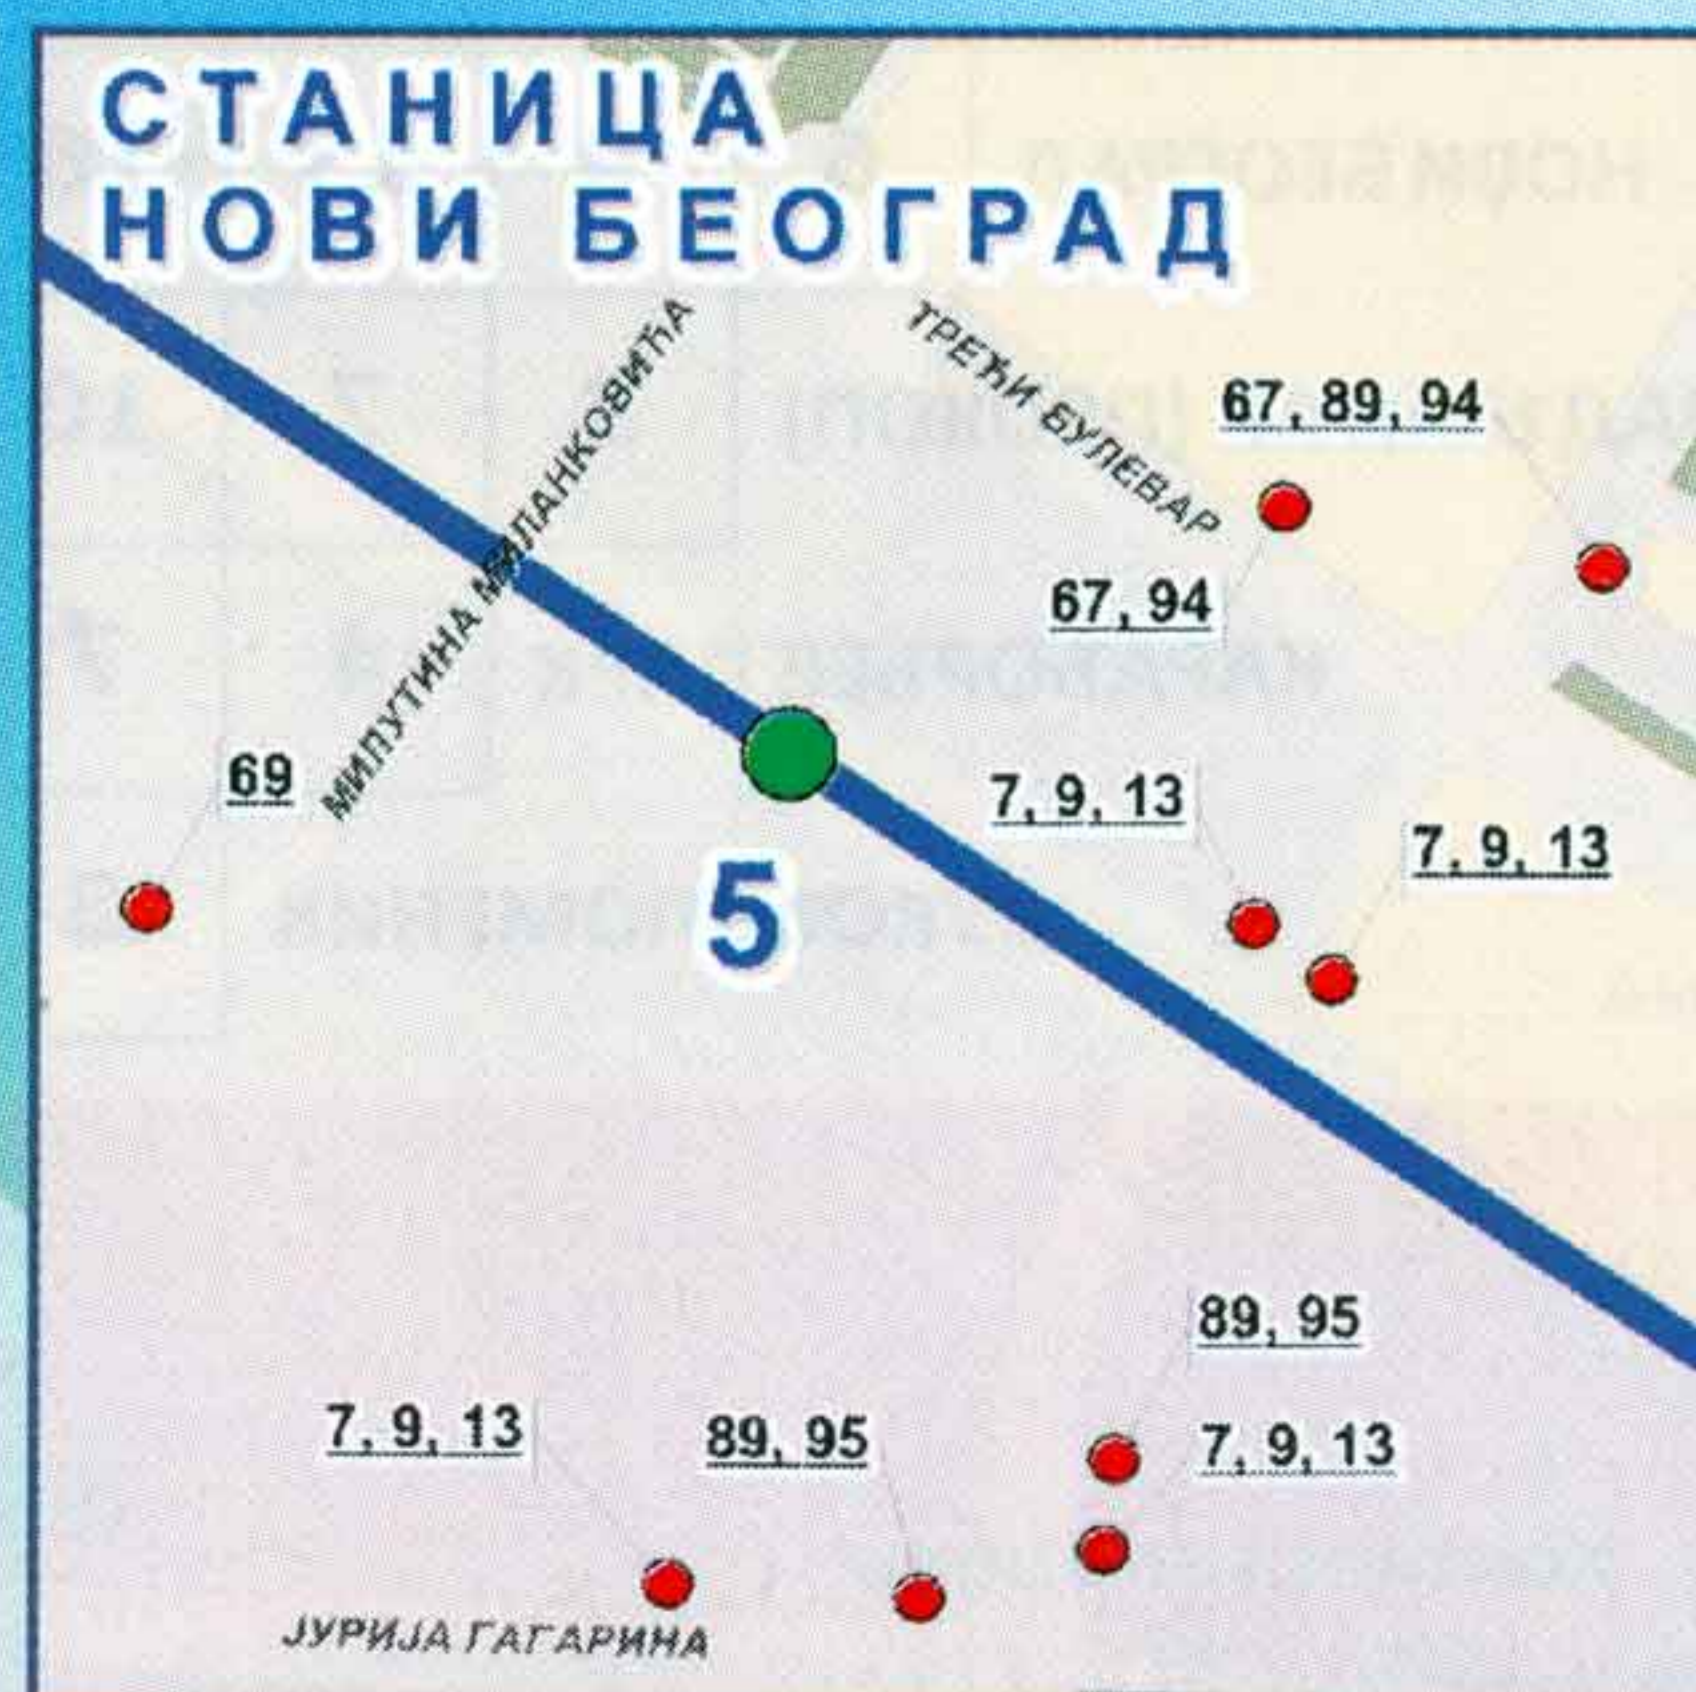 СТАНИЦА
НОВИ БЕОГРАД
МИЛУТИНА МИЛАНКОВИЋА
ТРЕЋИ БУЛЕВАР
67, 89, 94
67, 94
69
7, 9, 13
7, 9, 13
5
89, 95
7, 9, 13
89, 95
7, 9, 13
ЈУРИЈА ГАГАРИНА